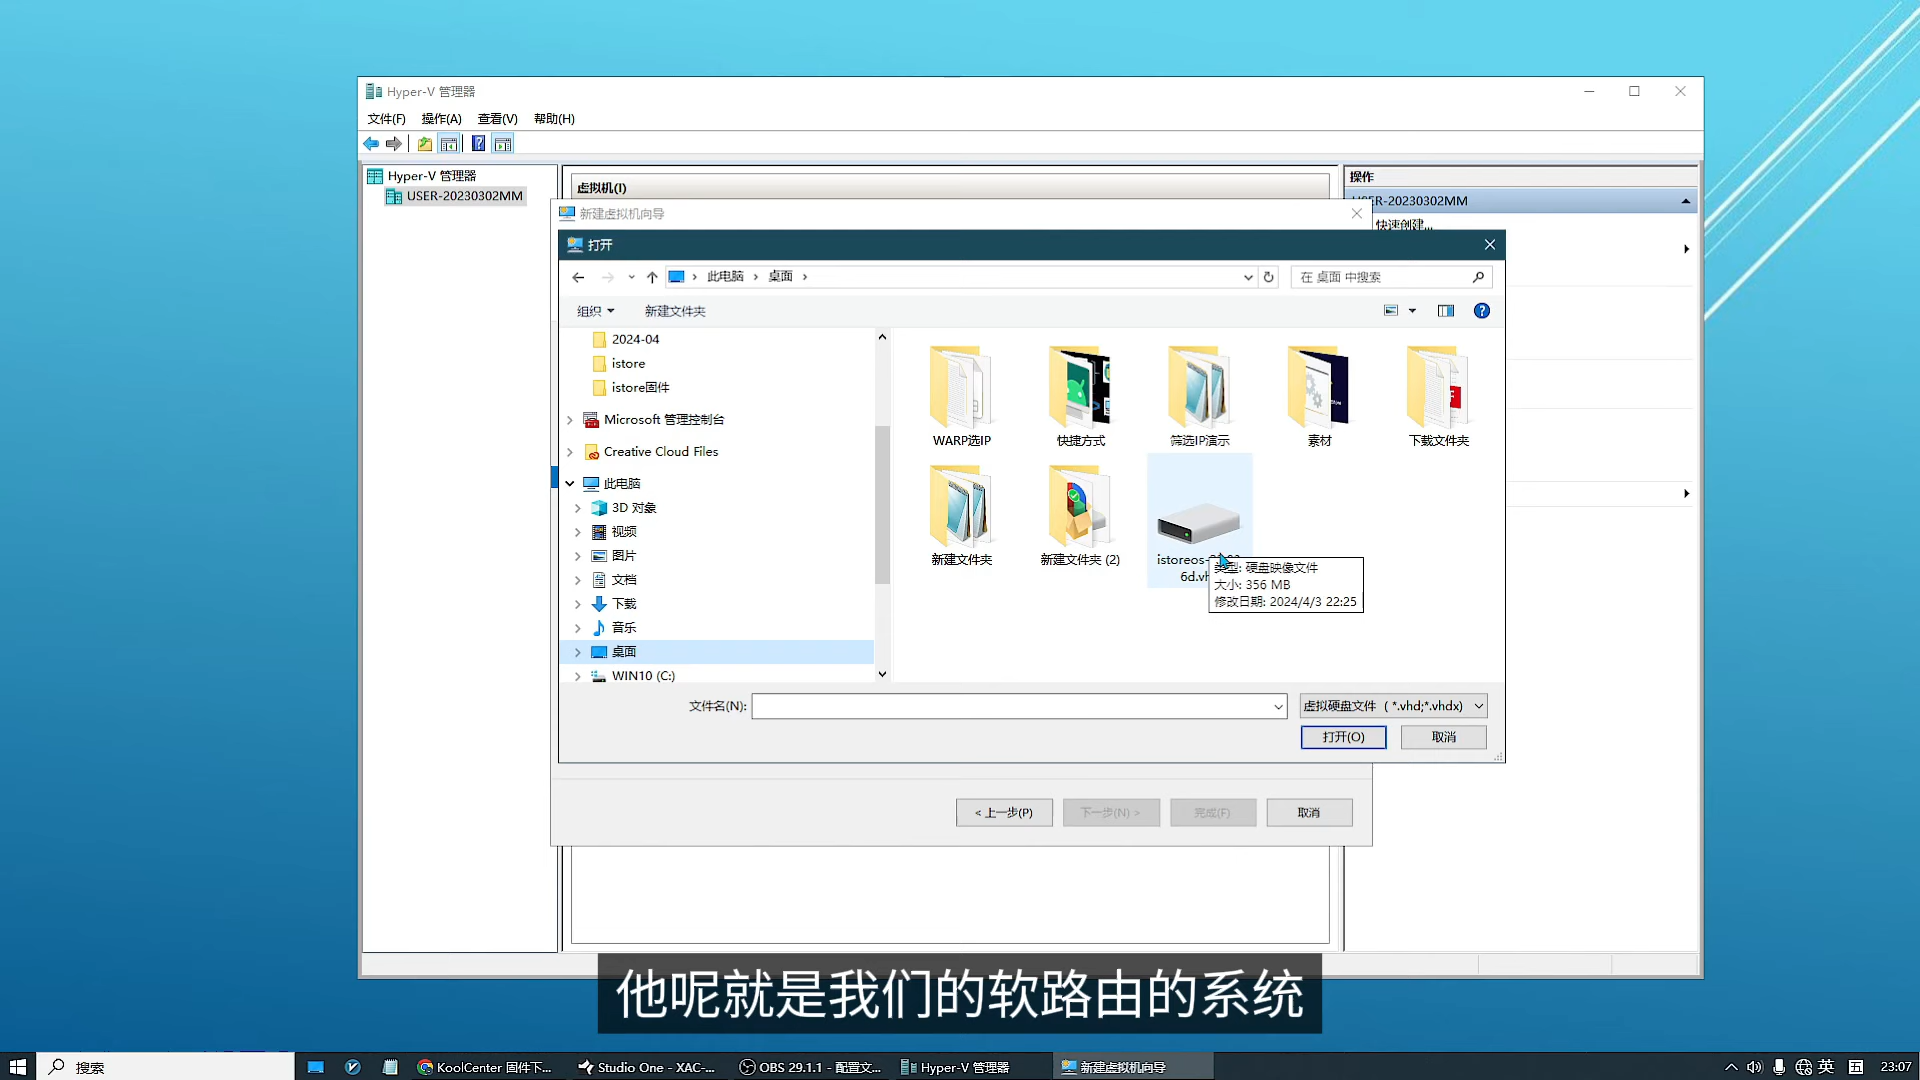 Hyper-V 管理器
文件(F) 操作(A) 查看(V) 帮助(H)
Hyper-V 管理器
USER-20230302MM
虚拟机(I)
操作
R-20230302MM
快速创建...
新建虚拟机向导
打开
此电脑 › 桌面 ›
在 桌面 中搜索
组织 新建文件夹
2024-04
istore
istore固件
Microsoft 管理控制台
Creative Cloud Files
此电脑
3D 对象
视频
图片
文档
下载
音乐
桌面
WIN10 (C:)
WARP选IP
快捷方式
筛选IP演示
素材
下载文件夹
新建文件夹
新建文件夹 (2)
istoreos-
6d.vh
类型: 硬盘映像文件
大小: 356 MB
修改日期: 2024/4/3 22:25
文件名(N):
虚拟硬盘文件 ( *.vhd;*.vhdx)
打开(O)
取消
< 上一步(P)
下一步(N) >
完成(F)
取消
他呢就是我们的软路由的系统
搜索
KoolCenter 固件下...
Studio One - XAC-...
OBS 29.1.1 - 配置文...
Hyper-V 管理器
新建虚拟机向导
英
23:07